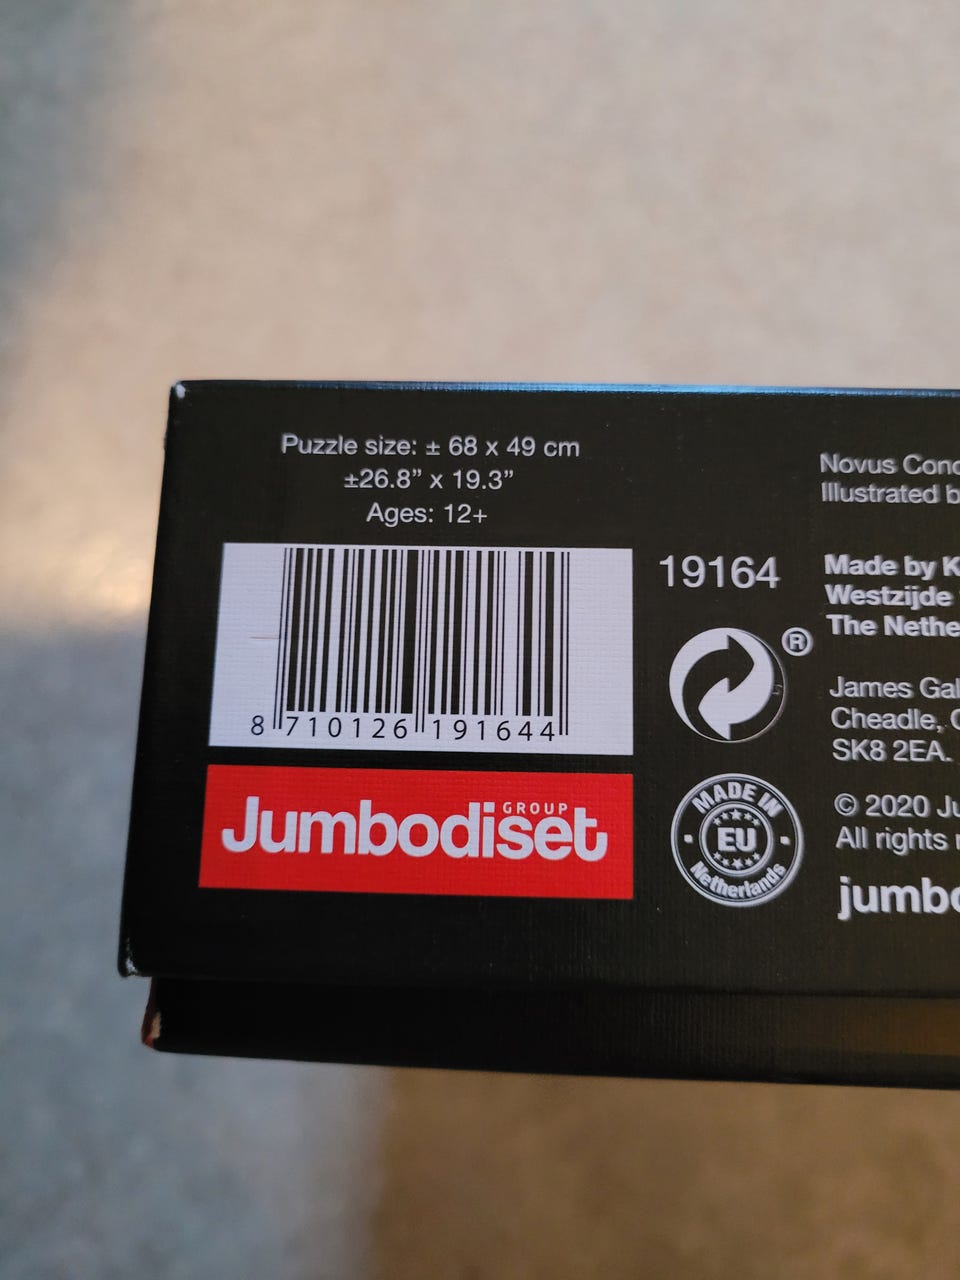 Puzzle size: ± 68 x 49 cm
±26.8” x 19.3”
Ages: 12+
8 710126 191644
GROUP
Jumbodiset
19164
®
MADE IN
EU
Netherlands
Novus
Illustrated
Made by
Westzijde
The
James
Cheadle,
SK8 2EA.
© 2020
All rights